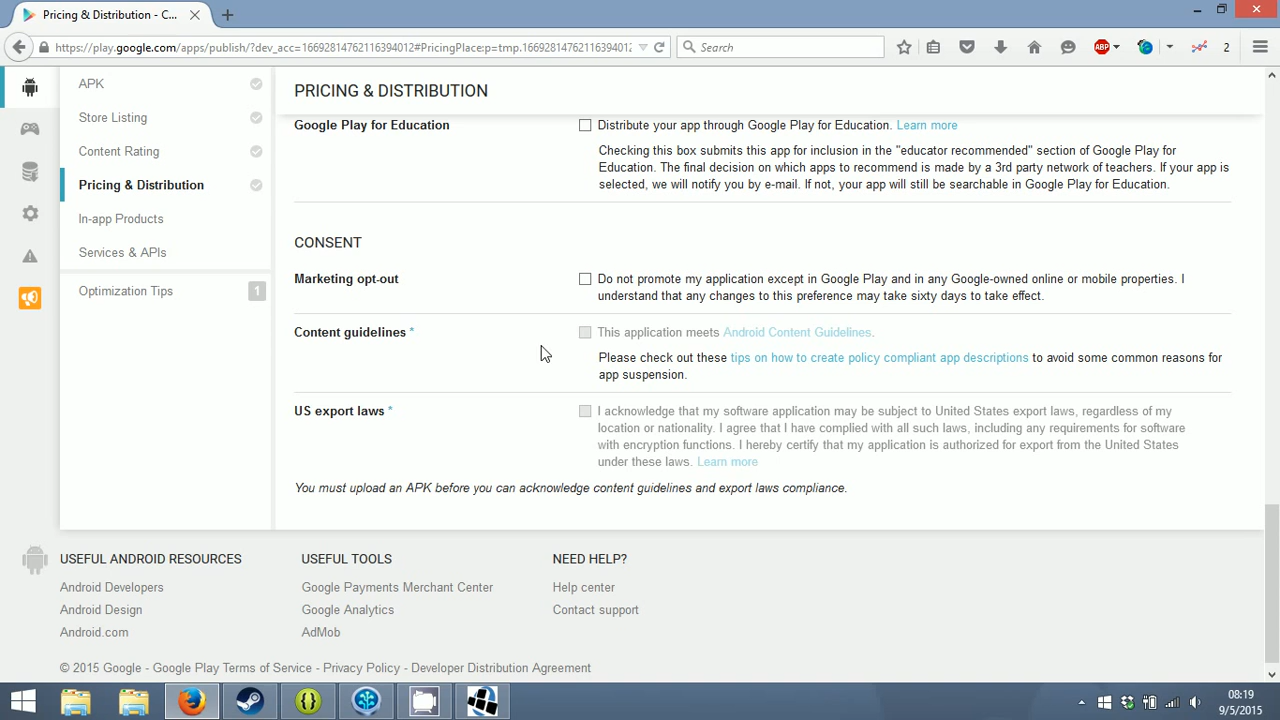 Pricing & Distribution - C...
https://play.google.com/apps/publish/?dev_acc=16692814762116394012#PricingPlace:p=tmp.16692814762116394012
Search
ABP
2
APK
Store Listing
Content Rating
Pricing & Distribution
In-app Products
Services & APIs
Optimization Tips
1
PRICING & DISTRIBUTION
Google Play for Education
Distribute your app through Google Play for Education. Learn more
Checking this box submits this app for inclusion in the "educator recommended" section of Google Play for
Education. The final decision on which apps to recommend is made by a 3rd party network of teachers. If your app is
selected, we will notify you by e-mail. If not, your app will still be searchable in Google Play for Education.
CONSENT
Marketing opt-out
Do not promote my application except in Google Play and in any Google-owned online or mobile properties. I
understand that any changes to this preference may take sixty days to take effect.
Content guidelines *
This application meets Android Content Guidelines.
Please check out these tips on how to create policy compliant app descriptions to avoid some common reasons for
app suspension.
US export laws *
I acknowledge that my software application may be subject to United States export laws, regardless of my
location or nationality. I agree that I have complied with all such laws, including any requirements for software
with encryption functions. I hereby certify that my application is authorized for export from the United States
under these laws. Learn more
You must upload an APK before you can acknowledge content guidelines and export laws compliance.
USEFUL ANDROID RESOURCES
Android Developers
Android Design
Android.com
USEFUL TOOLS
Google Payments Merchant Center
Google Analytics
AdMob
NEED HELP?
Help center
Contact support
© 2015 Google - Google Play Terms of Service - Privacy Policy - Developer Distribution Agreement
08:19
9/5/2015